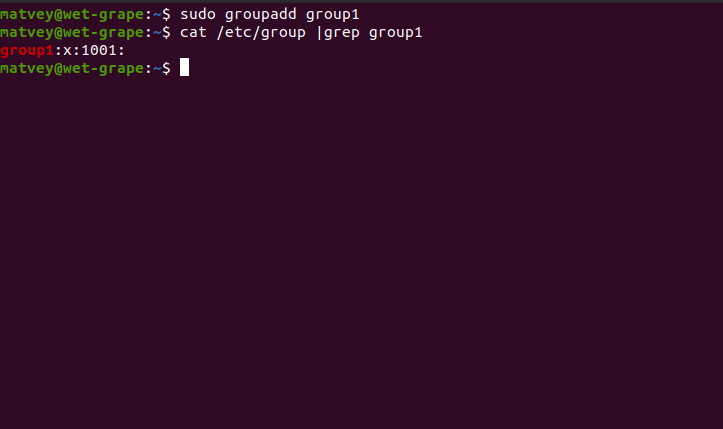 matvey@wet-grape:~$ sudo groupadd group1
matvey@wet-grape:~$ cat /etc/group |grep group1
group1:x:1001:
matvey@wet-grape:~$